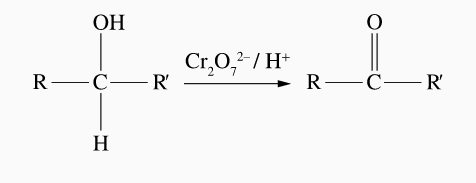 OH
O
Cr₂O₇²⁻/ H⁺
R C R′
R C R′
H